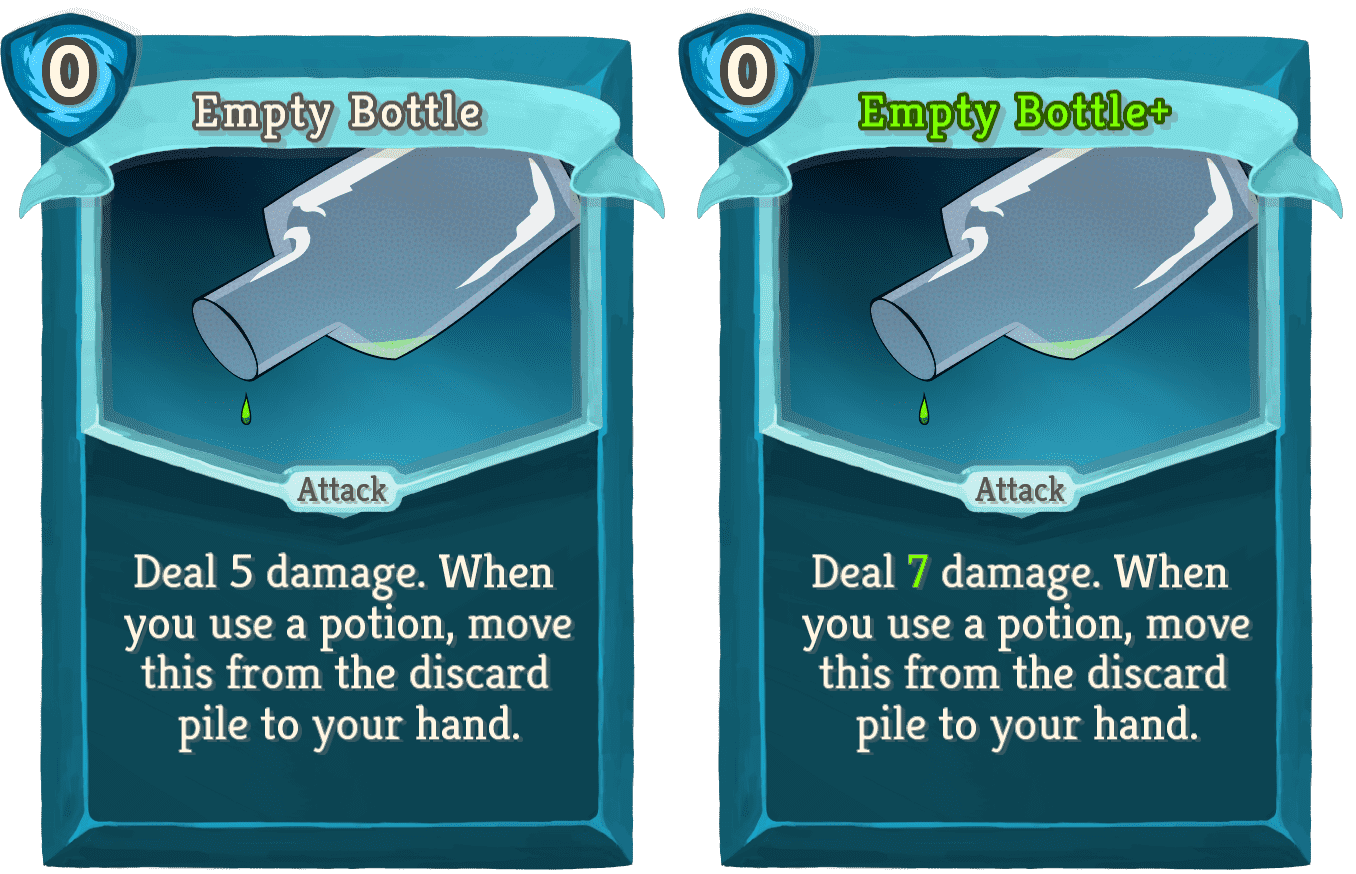 0
Empty Bottle
Attack
Deal 5 damage. When
you use a potion, move
this from the discard
pile to your hand.
0
Empty Bottle+
Attack
Deal 7 damage. When
you use a potion, move
this from the discard
pile to your hand.